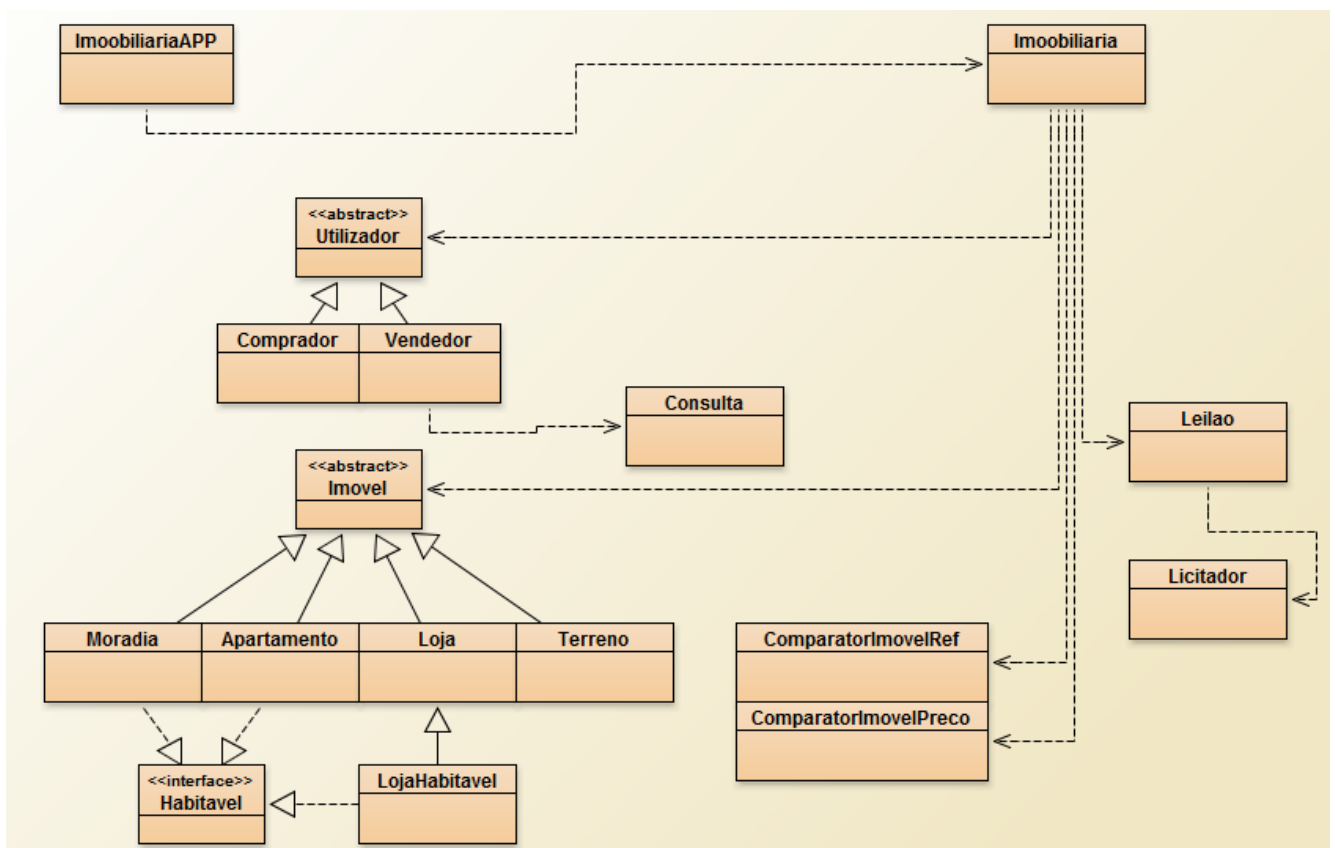 ImoobiliariaAPP
Imoobiliaria
<<abstract>>
Utilizador
Comprador
Vendedor
Consulta
Leilao
<<abstract>>
Imovel
Licitador
Moradia
Apartamento
Loja
Terreno
ComparatorImovelRef
ComparatorImovelPreco
<<interface>>
Habitavel
LojaHabitavel